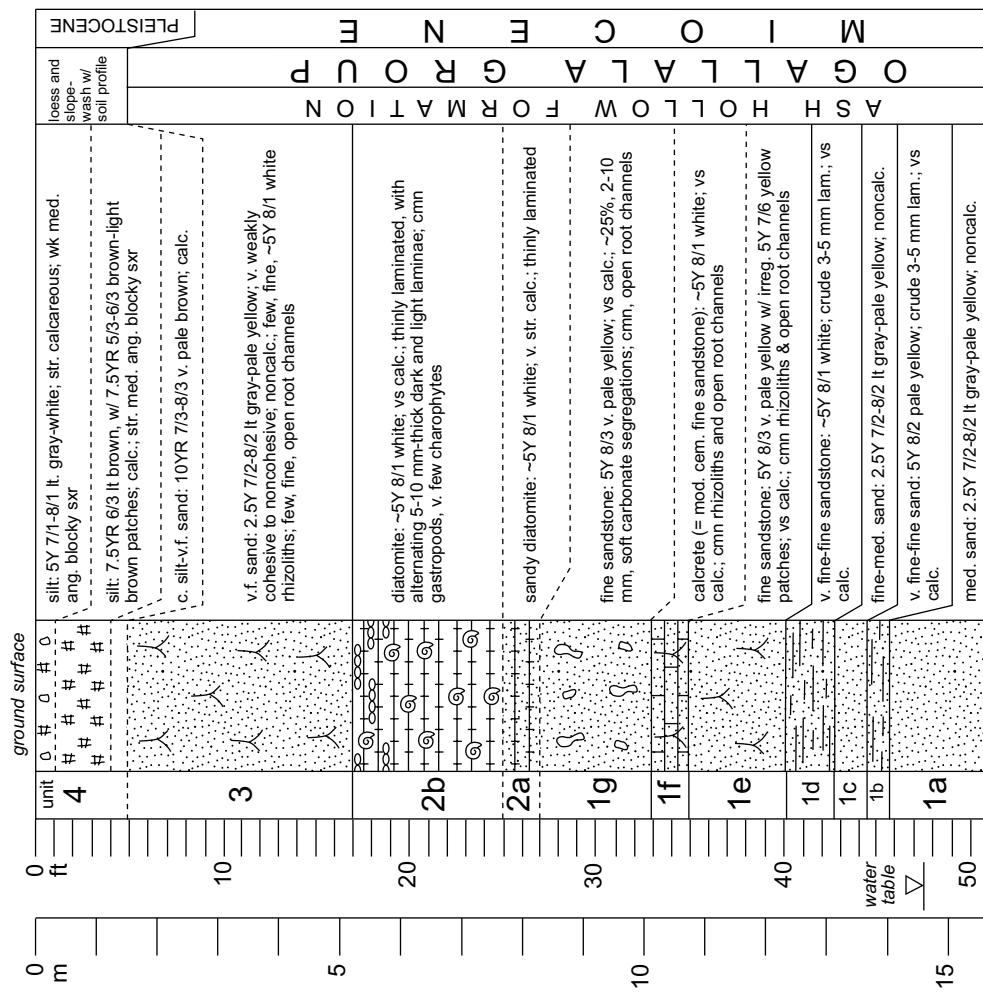 ground surface
unit
4
3
2b
2a
1g
1f
1e
1d
1c
1b
1a
0
ft
10
20
30
40
50
water
table
0
m
5
10
15
silt: 5Y 7/1-8/1 lt. gray-white; str. calcareous; wk med.
ang. blocky sxr
silt: 7.5YR 6/3 lt brown, w/ 7.5YR 5/3-6/3 brown-light
brown patches; calc.; str. med. ang. blocky sxr
c. silt-v.f. sand: 10YR 7/3-8/3 v. pale brown; calc.
v.f. sand: 2.5Y 7/2-8/2 lt gray-pale yellow; v. weakly
cohesive to noncohesive; noncalc.; few, fine, ~5Y 8/1 white
rhizoliths; few, fine, open root channels
diatomite: ~5Y 8/1 white; vs calc.; thinly laminated, with
alternating 5-10 mm-thick dark and light laminae; cmn
gastropods, v. few charophytes
sandy diatomite: ~5Y 8/1 white; v. str. calc.; thinly laminated
fine sandstone: 5Y 8/3 v. pale yellow; vs calc.; ~25%, 2-10
mm, soft carbonate segregations; cmn, open root channels
calcrete (= mod. cem. fine sandstone): ~5Y 8/1 white; vs
calc.; cmn rhizoliths and open root channels
fine sandstone: 5Y 8/3 v. pale yellow w/ irreg. 5Y 7/6 yellow
patches; vs calc.; cmn rhizoliths & open root channels
v. fine-fine sandstone: ~5Y 8/1 white; crude 3-5 mm lam.; vs
calc.
fine-med. sand: 2.5Y 7/2-8/2 lt gray-pale yellow; noncalc.
v. fine-fine sand: 5Y 8/2 pale yellow; crude 3-5 mm lam.; vs
calc.
med. sand: 2.5Y 7/2-8/2 lt gray-pale yellow; noncalc.
loess and
slope-
wash w/
soil profile
ASH HOLLOW FORMATION
OGALLALA GROUP
PLEISTOCENE
MIOCENE